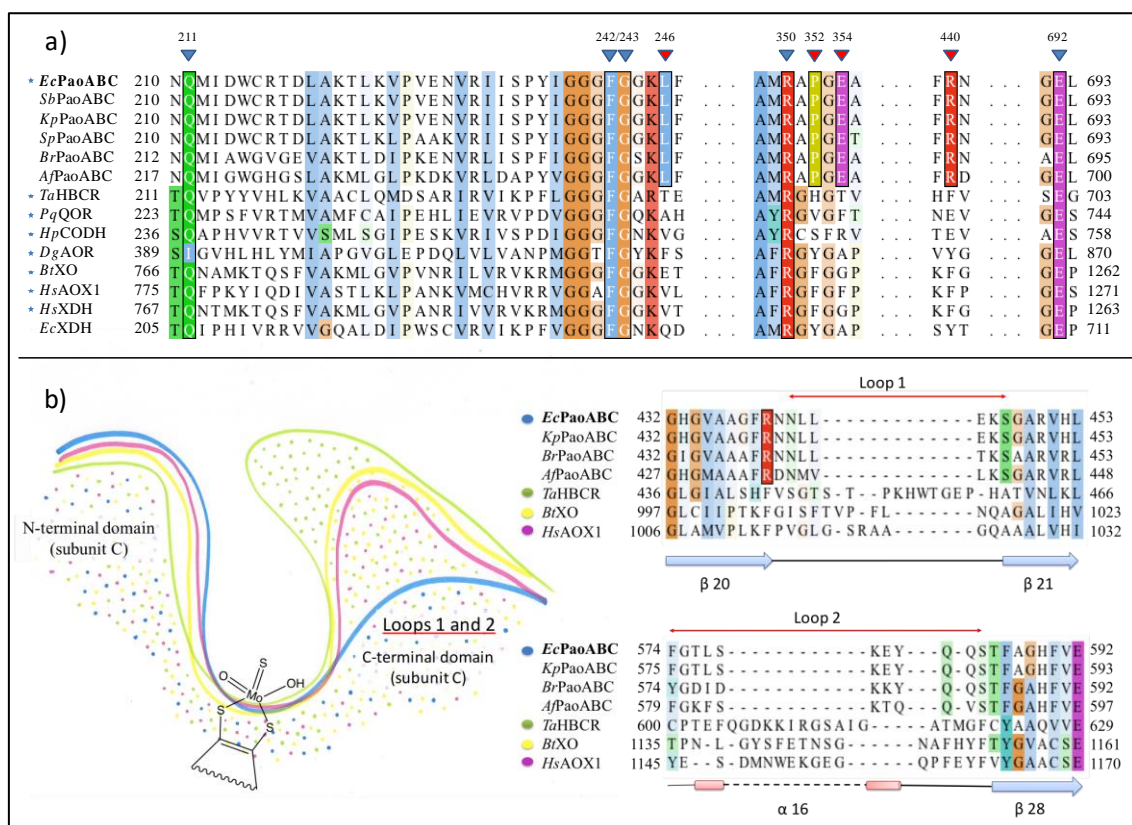 a)
211 242/243 246 350 352 354 440 692
* EcPaoABC 210 NQMIDWCRTDLAKTLKVPVENVRIISPYIGGGFGGKLF . . . . AMRAPGEA FRN . . . GEL 693
SbPaoABC 210 NQMIDWCRTDLAKTLKVPVENVRIISPYIGGGFGGKLF . . . . AMRAPGEA FRN . . . GEL 693
KpPaoABC 210 NQMIDWCRTDLAKTLKVPVENVRIISPYIGGGFGGKLF . . . . AMRAPGEA FRN . . . GEL 693
SpPaoABC 210 NQMIDWCRTDLAKTLKLPAAKVRIISPYIGGGFGGKLF . . . . AMRAPGET FRN . . . GEL 693
BrPaoABC 212 NQMIAWGVGEVAKTLDIPKENVRLISPFIGGGFGSKLF . . . . AMRAPGEA FRN . . . AEL 695
AfPaoABC 217 NQMIGWGHGSLAKMLGLPKDKVRLDAPYVGGGFGGKLF . . . . AMRAPGEA FRD . . . GEL 700
* TaHBCR 211 TQVPYYVHLKVAACLQMDSARIRVIKPFLGGGFGARTE . . . . AMRGHGTV HFV . . . SEG 703
* PqQOR 223 TQMPSFVRTMVAMFCAIPEHLIEVRVPDVGGGFGQKAH . . . . AYRGVGFT NEV . . . GES 744
* HpCODH 236 SQAPHVVRTVVSMLSGIPESKVRIVSPDIGGGFGNKVG . . . . AYRCSFRV TEV . . . AES 758
* DgAOR 389 SIGVHLHLYMIAPGVGLEPDQLVLVANPMGGTFGYKFS . . . . AFRGYGAP VYG . . . GEL 870
* BtXO 766 TQNAMKTQSFVAKMLGVPVNRILVRVKRMGGGFGGKET . . . . AFRGFGGP KFG . . . GEP 1262
* HsAOX1 775 TQFPKYIQDIVASTLKLPANKVMCHVRRVGGAFGGKVL . . . . AFRGFGFP KFP . . . GES 1271
* HsXDH 767 TQNTMKTQSFVAKMLGVPANRIVVRVKRMGGGFGGKVT . . . . AFRGFGGP KFG . . . GEP 1263
EcXDH 205 TQIPHIVRRVVGQALDIPWSCVRIKPFVGGGFGNKQD . . . . AMRGYGAP SYT . . . GEP 711
b)
N-terminal domain
(subunit C)
Loops 1 and 2
C-terminal domain
(subunit C)
S
O
Mo
OH
S
S
Loop 1
EcPaoABC 432 GHGVAAGFRNNLL-------------EKSGARVHL 453
KpPaoABC 432 GHGVAAGFRNNLL-------------EKSGARVHL 453
BrPaoABC 432 GIGVAAAFRNNLL-------------TKSAARVNL 453
AfPaoABC 427 GHGMAAAFRDNMV-------------LKSGARVNL 448
TaHBCR 436 GLGIALSHFVSGTS-T--PKHWTGEP-HATVNLKL 466
BtXO 997 GLCIIPTKFGISFTVP-FL------NQAGALIHV 1023
HsAOX1 1006 GLAMVPLKFPVGLG-SRAA------GQAAALVHI 1032
β 20
β 21
Loop 2
EcPaoABC 574 FGTLS------------KEY---Q-QSTFAGHFVE 592
KpPaoABC 575 FGTLS------------KEY---Q-QSTFAGHFVE 593
BrPaoABC 574 YGDID------------KKY---Q-QSTFGAHFVE 592
AfPaoABC 579 FGKFS------------KTQ---Q-VSTFGAHFVE 597
TaHBCR 600 CPTEFQGDKKIRGSAIG-----ATMGFCYAAQVVE 629
BtXO 1135 TPN-L-GYSFETNSG-----NAFHYFTYGVACSE 1161
HsAOX1 1145 YE--S-DMNWEKGEG-----QPFEYFVYGAACSE 1170
α 16
β 28